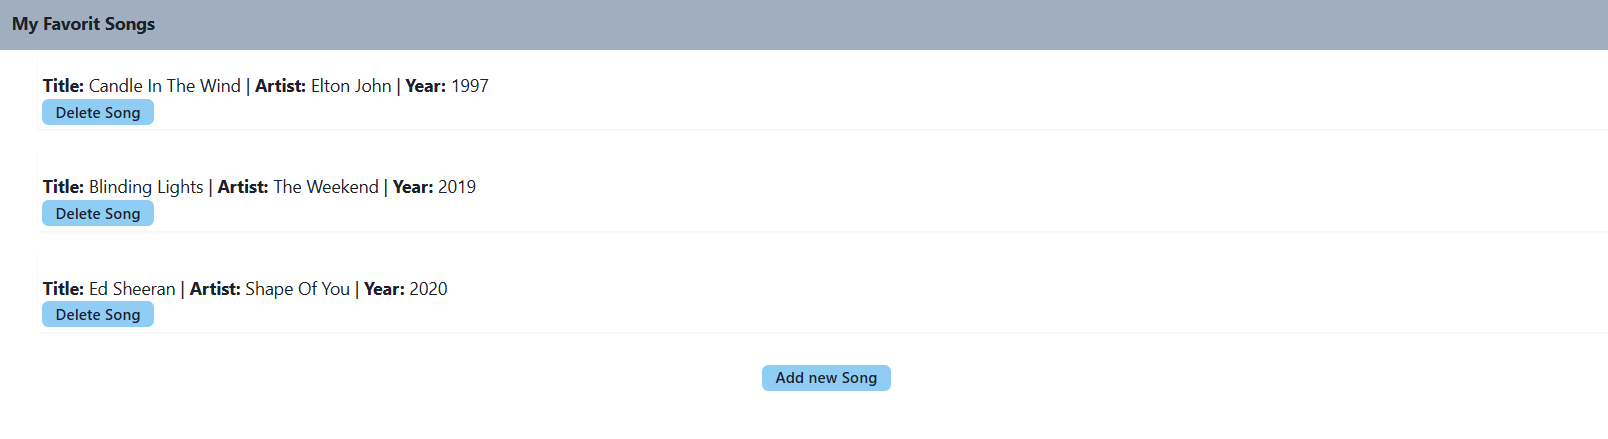 My Favorit Songs
Title: Candle In The Wind | Artist: Elton John | Year: 1997
Delete Song
Title: Blinding Lights | Artist: The Weekend | Year: 2019
Delete Song
Title: Ed Sheeran | Artist: Shape Of You | Year: 2020
Delete Song
Add new Song